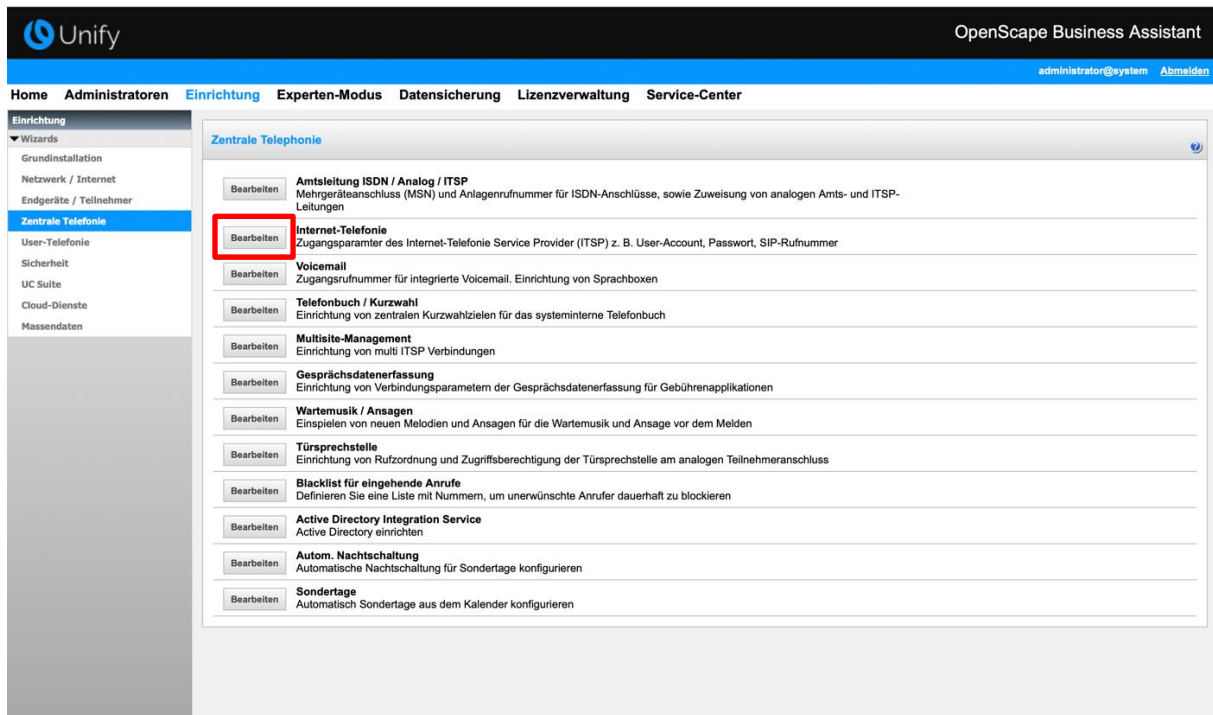 Unify
OpenScape Business Assistant
administrator@system Abmelden
Home Administratoren Einrichtung Experten-Modus Datensicherung Lizenzverwaltung Service-Center
Einrichtung
Wizards
Grundinstallation
Netzwerk / Internet
Endgeräte / Teilnehmer
Zentrale Telefonie
User-Telefonie
Sicherheit
UC Suite
Cloud-Dienste
Massendaten
Zentrale Telephonie
?
Bearbeiten
Amtsleitung ISDN / Analog / ITSP
Mehrgeräteanschluss (MSN) und Anlagenrufnummer für ISDN-Anschlüsse, sowie Zuweisung von analogen Amts- und ITSP-
Leitungen
Bearbeiten
Internet-Telefonie
Zugangsparamter des Internet-Telefonie Service Provider (ITSP) z. B. User-Account, Passwort, SIP-Rufnummer
Bearbeiten
Voicemail
Zugangsrufnummer für integrierte Voicemail. Einrichtung von Sprachboxen
Bearbeiten
Telefonbuch / Kurzwahl
Einrichtung von zentralen Kurzwahlzielen für das systeminterne Telefonbuch
Bearbeiten
Multisite-Management
Einrichtung von multi ITSP Verbindungen
Bearbeiten
Gesprächsdatenerfassung
Einrichtung von Verbindungsparametern der Gesprächsdatenerfassung für Gebührenapplikationen
Bearbeiten
Wartemusik / Ansagen
Einspielen von neuen Melodien und Ansagen für die Wartemusik und Ansage vor dem Melden
Bearbeiten
Türsprechstelle
Einrichtung von Rufzordnung und Zugriffsberechtigung der Türsprechstelle am analogen Teilnehmeranschluss
Bearbeiten
Blacklist für eingehende Anrufe
Definieren Sie eine Liste mit Nummern, um unerwünschte Anrufer dauerhaft zu blockieren
Bearbeiten
Active Directory Integration Service
Active Directory einrichten
Bearbeiten
Autom. Nachtschaltung
Automatische Nachtschaltung für Sondertage konfigurieren
Bearbeiten
Sondertage
Automatisch Sondertage aus dem Kalender konfigurieren